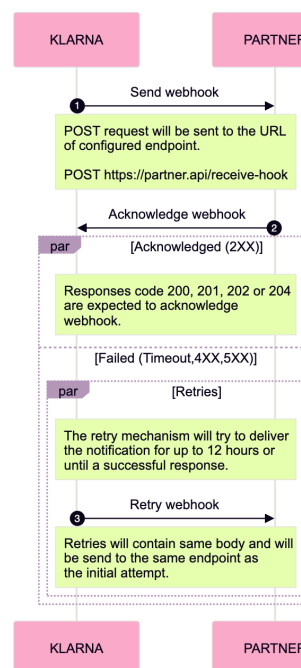 KLARNA PARTNER
Send webhook
1
POST request will be sent to the URL
of configured endpoint.
POST https://partner.api/receive-hook
Acknowledge webhook
2
par [Acknowledged (2XX)]
Responses code 200, 201, 202 or 204
are expected to acknowledge
webhook.
[Failed (Timeout,4XX,5XX)]
par [Retries]
The retry mechanism will try to deliver
the notification for up to 12 hours or
until a successful response.
Retry webhook
3
Retries will contain same body and will
be send to the same endpoint as
the initial attempt.
KLARNA PARTNER